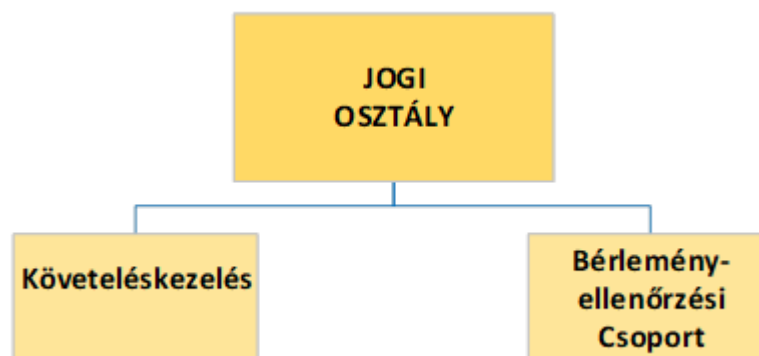 JOGI
OSZTÁLY
Követeléskezelés
Bérlemény-
ellenőrzési
Csoport